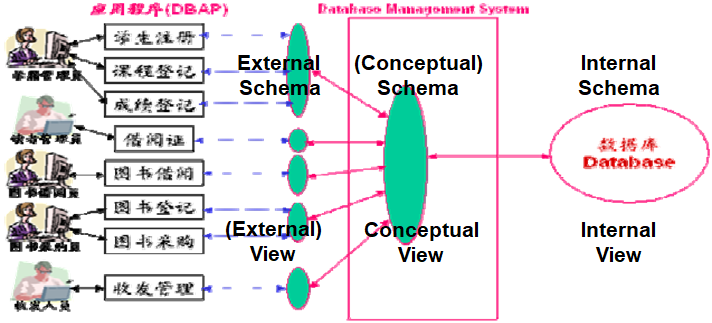 应用程序(DBAP)
Database Management System
学生注册
课程登记
成绩登记
学籍管理员
借阅证
读者管理员
图书借阅
图书借阅员
图书登记
图书采购
图书采购员
收发管理
收发人员
External
Schema
(External)
View
(Conceptual)
Schema
Conceptual
View
Internal
Schema
数据库
Database
Internal
View